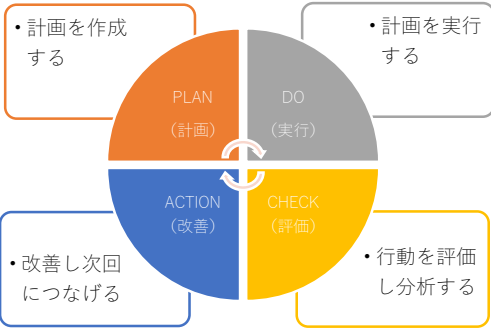 ・計画を作成
する
・計画を実行
する
PLAN
(計画)
DO
(実行)
ACTION
(改善)
CHECK
(評価)
・改善し次回
につなげる
・行動を評価
し分析する